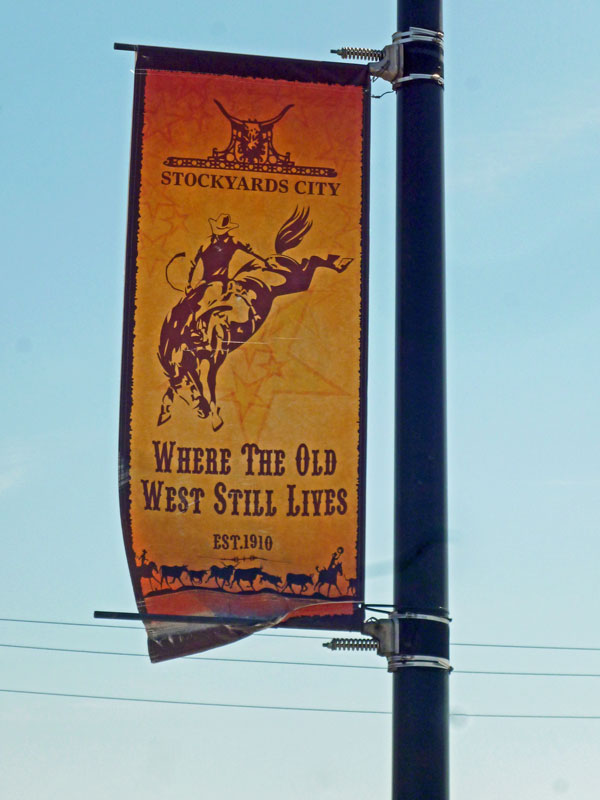 STOCKYARDS CITY
WHERE THE OLD
WEST STILL LIVES
EST.1910